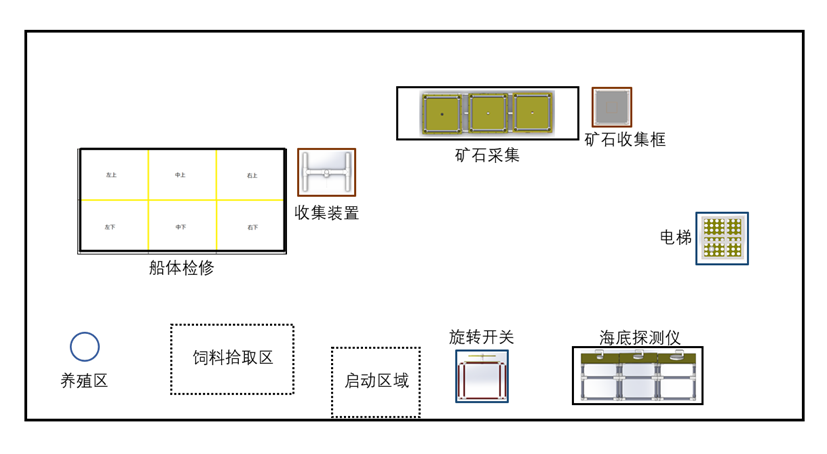 矿石采集
矿石收集框
左上
中上
右上
左下
中下
右下
收集装置
船体检修
电梯
养殖区
饲料拾取区
启动区域
旋转开关
海底探测仪